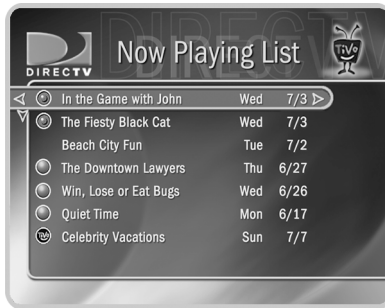 DIRECTV
Now Playing List
TiVo
DIRECTV
In the Game with John Wed 7/3
The Fiesty Black Cat Wed 7/3
Beach City Fun Tue 7/2
The Downtown Lawyers Thu 6/27
Win, Lose or Eat Bugs Wed 6/26
Quiet Time Mon 6/17
TiVo Celebrity Vacations Sun 7/7